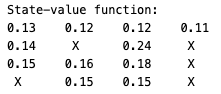 State-value function:
0.13 0.12 0.12 0.11
0.14 X 0.24 X
0.15 0.16 0.18 X
X 0.15 0.15 X